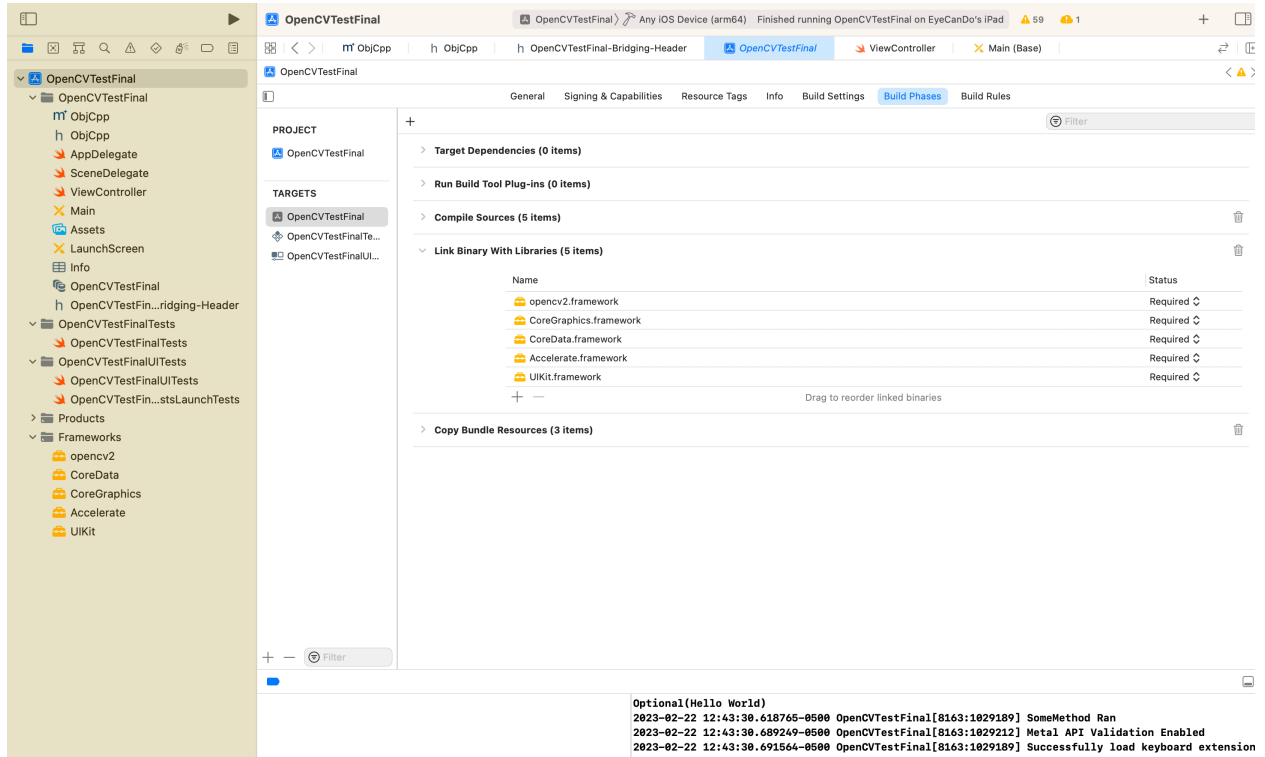 OpenCVTestFinal
OpenCVTestFinal Any iOS Device (arm64) Finished running OpenCVTestFinal on EyeCanDo's iPad 59 1
ObjCpp
ObjCpp
OpenCVTestFinal-Bridging-Header
OpenCVTestFinal
ViewController
Main (Base)
OpenCVTestFinal
OpenCVTestFinal
ObjCpp
ObjCpp
AppDelegate
SceneDelegate
ViewController
Main
Assets
LaunchScreen
Info
OpenCVTestFinal
OpenCVTestFin...ridging-Header
OpenCVTestFinalTests
OpenCVTestFinalTests
OpenCVTestFinalUITests
OpenCVTestFinalUITests
OpenCVTestFin...stsLaunchTests
Products
Frameworks
opencv2
CoreData
CoreGraphics
Accelerate
UIKit
OpenCVTestFinal
General Signing & Capabilities Resource Tags Info Build Settings Build Phases Build Rules
PROJECT
OpenCVTestFinal
TARGETS
OpenCVTestFinal
OpenCVTestFinalTe...
OpenCVTestFinalUI...
Filter
Filter
Target Dependencies (0 items)
Run Build Tool Plug-ins (0 items)
Compile Sources (5 items)
Link Binary With Libraries (5 items)
Name Status
opencv2.framework Required
CoreGraphics.framework Required
CoreData.framework Required
Accelerate.framework Required
UIKit.framework Required
Drag to reorder linked binaries
Copy Bundle Resources (3 items)
Optional(Hello World)
2023-02-22 12:43:30.618765-0500 OpenCVTestFinal[8163:1029189] SomeMethod Ran
2023-02-22 12:43:30.689249-0500 OpenCVTestFinal[8163:1029212] Metal API Validation Enabled
2023-02-22 12:43:30.691564-0500 OpenCVTestFinal[8163:1029189] Successfully load keyboard extension